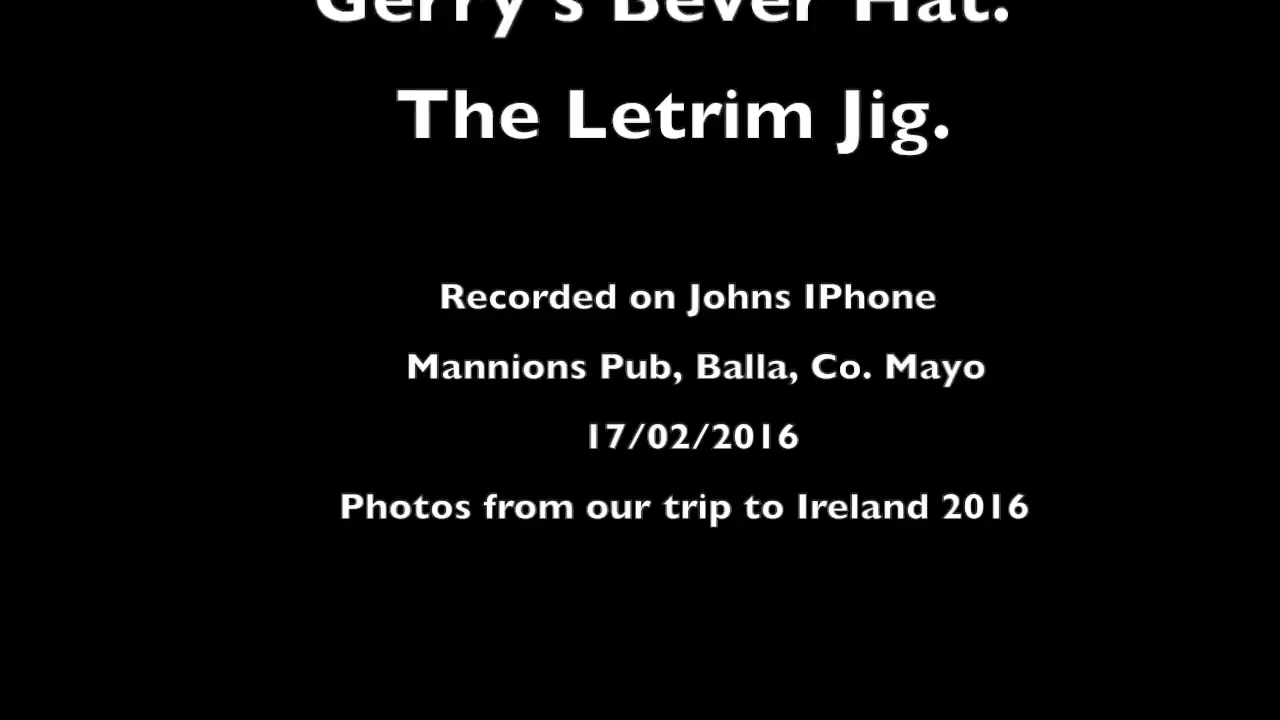 Gerry's Bever Hat.
The Letrim Jig.
Recorded on Johns IPhone
Mannions Pub, Balla, Co. Mayo
17/02/2016
Photos from our trip to Ireland 2016